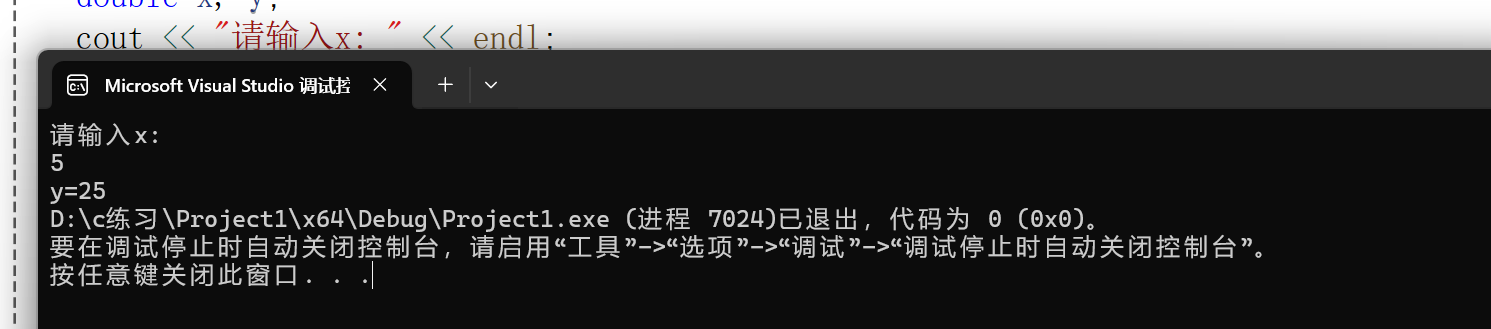 double x, y;
cout << "请输入x: " << endl;
Microsoft Visual Studio 调试控
请输入x:
5
y=25
D:\c练习\Project1\x64\Debug\Project1.exe (进程 7024)已退出，代码为 0 (0x0)。
要在调试停止时自动关闭控制台，请启用“工具”->“选项”->“调试”->“调试停止时自动关闭控制台”。
按任意键关闭此窗口. . .